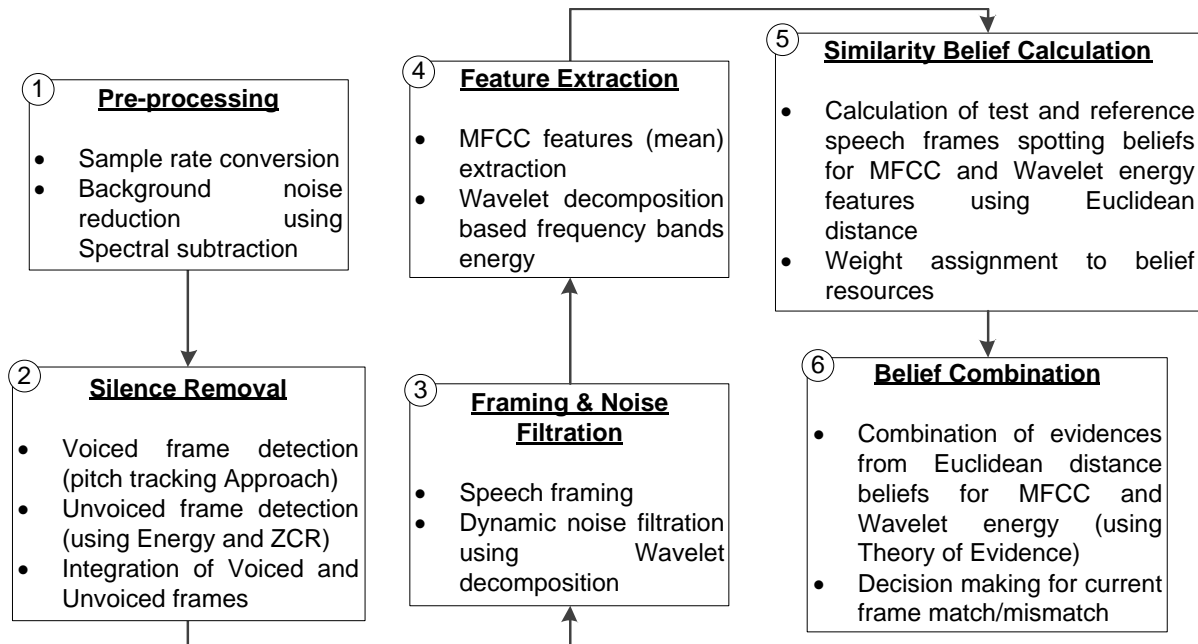 1
Pre-processing
• Sample rate conversion
• Background noise
reduction using
Spectral subtraction
2
Silence Removal
• Voiced frame detection
(pitch tracking Approach)
• Unvoiced frame detection
(using Energy and ZCR)
• Integration of Voiced and
Unvoiced frames
3
Framing & Noise
Filtration
• Speech framing
• Dynamic noise filtration
using Wavelet
decomposition
4
Feature Extraction
• MFCC features (mean)
extraction
• Wavelet decomposition
based frequency bands
energy
5
Similarity Belief Calculation
• Calculation of test and reference
speech frames spotting beliefs
for MFCC and Wavelet energy
features using Euclidean
distance
• Weight assignment to belief
resources
6
Belief Combination
• Combination of evidences
from Euclidean distance
beliefs for MFCC and
Wavelet energy (using
Theory of Evidence)
• Decision making for current
frame match/mismatch